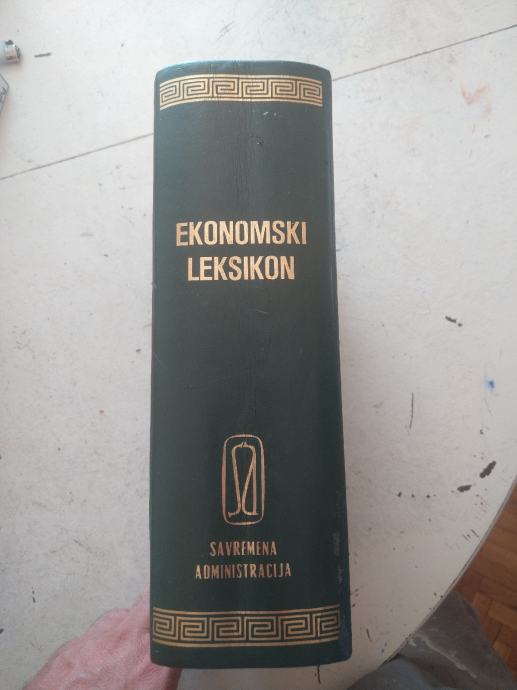 EKONOMSKI
LEKSIKON
SAVREMENA
ADMINISTRACIJA